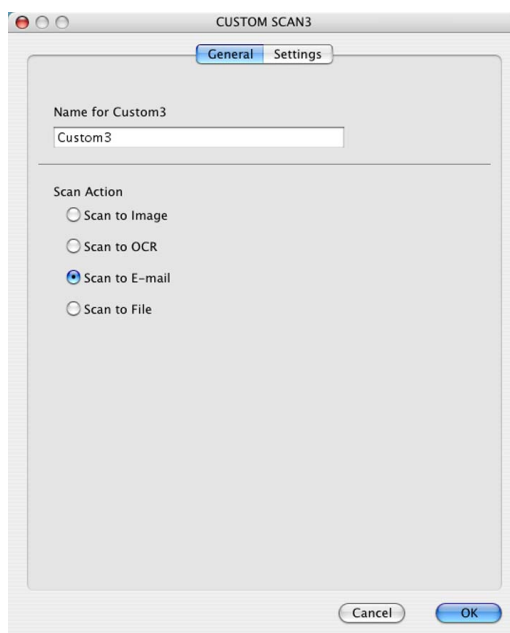 CUSTOM SCAN3
General Settings
Name for Custom3
Custom3
Scan Action
Scan to Image
Scan to OCR
Scan to E-mail
Scan to File
Cancel OK